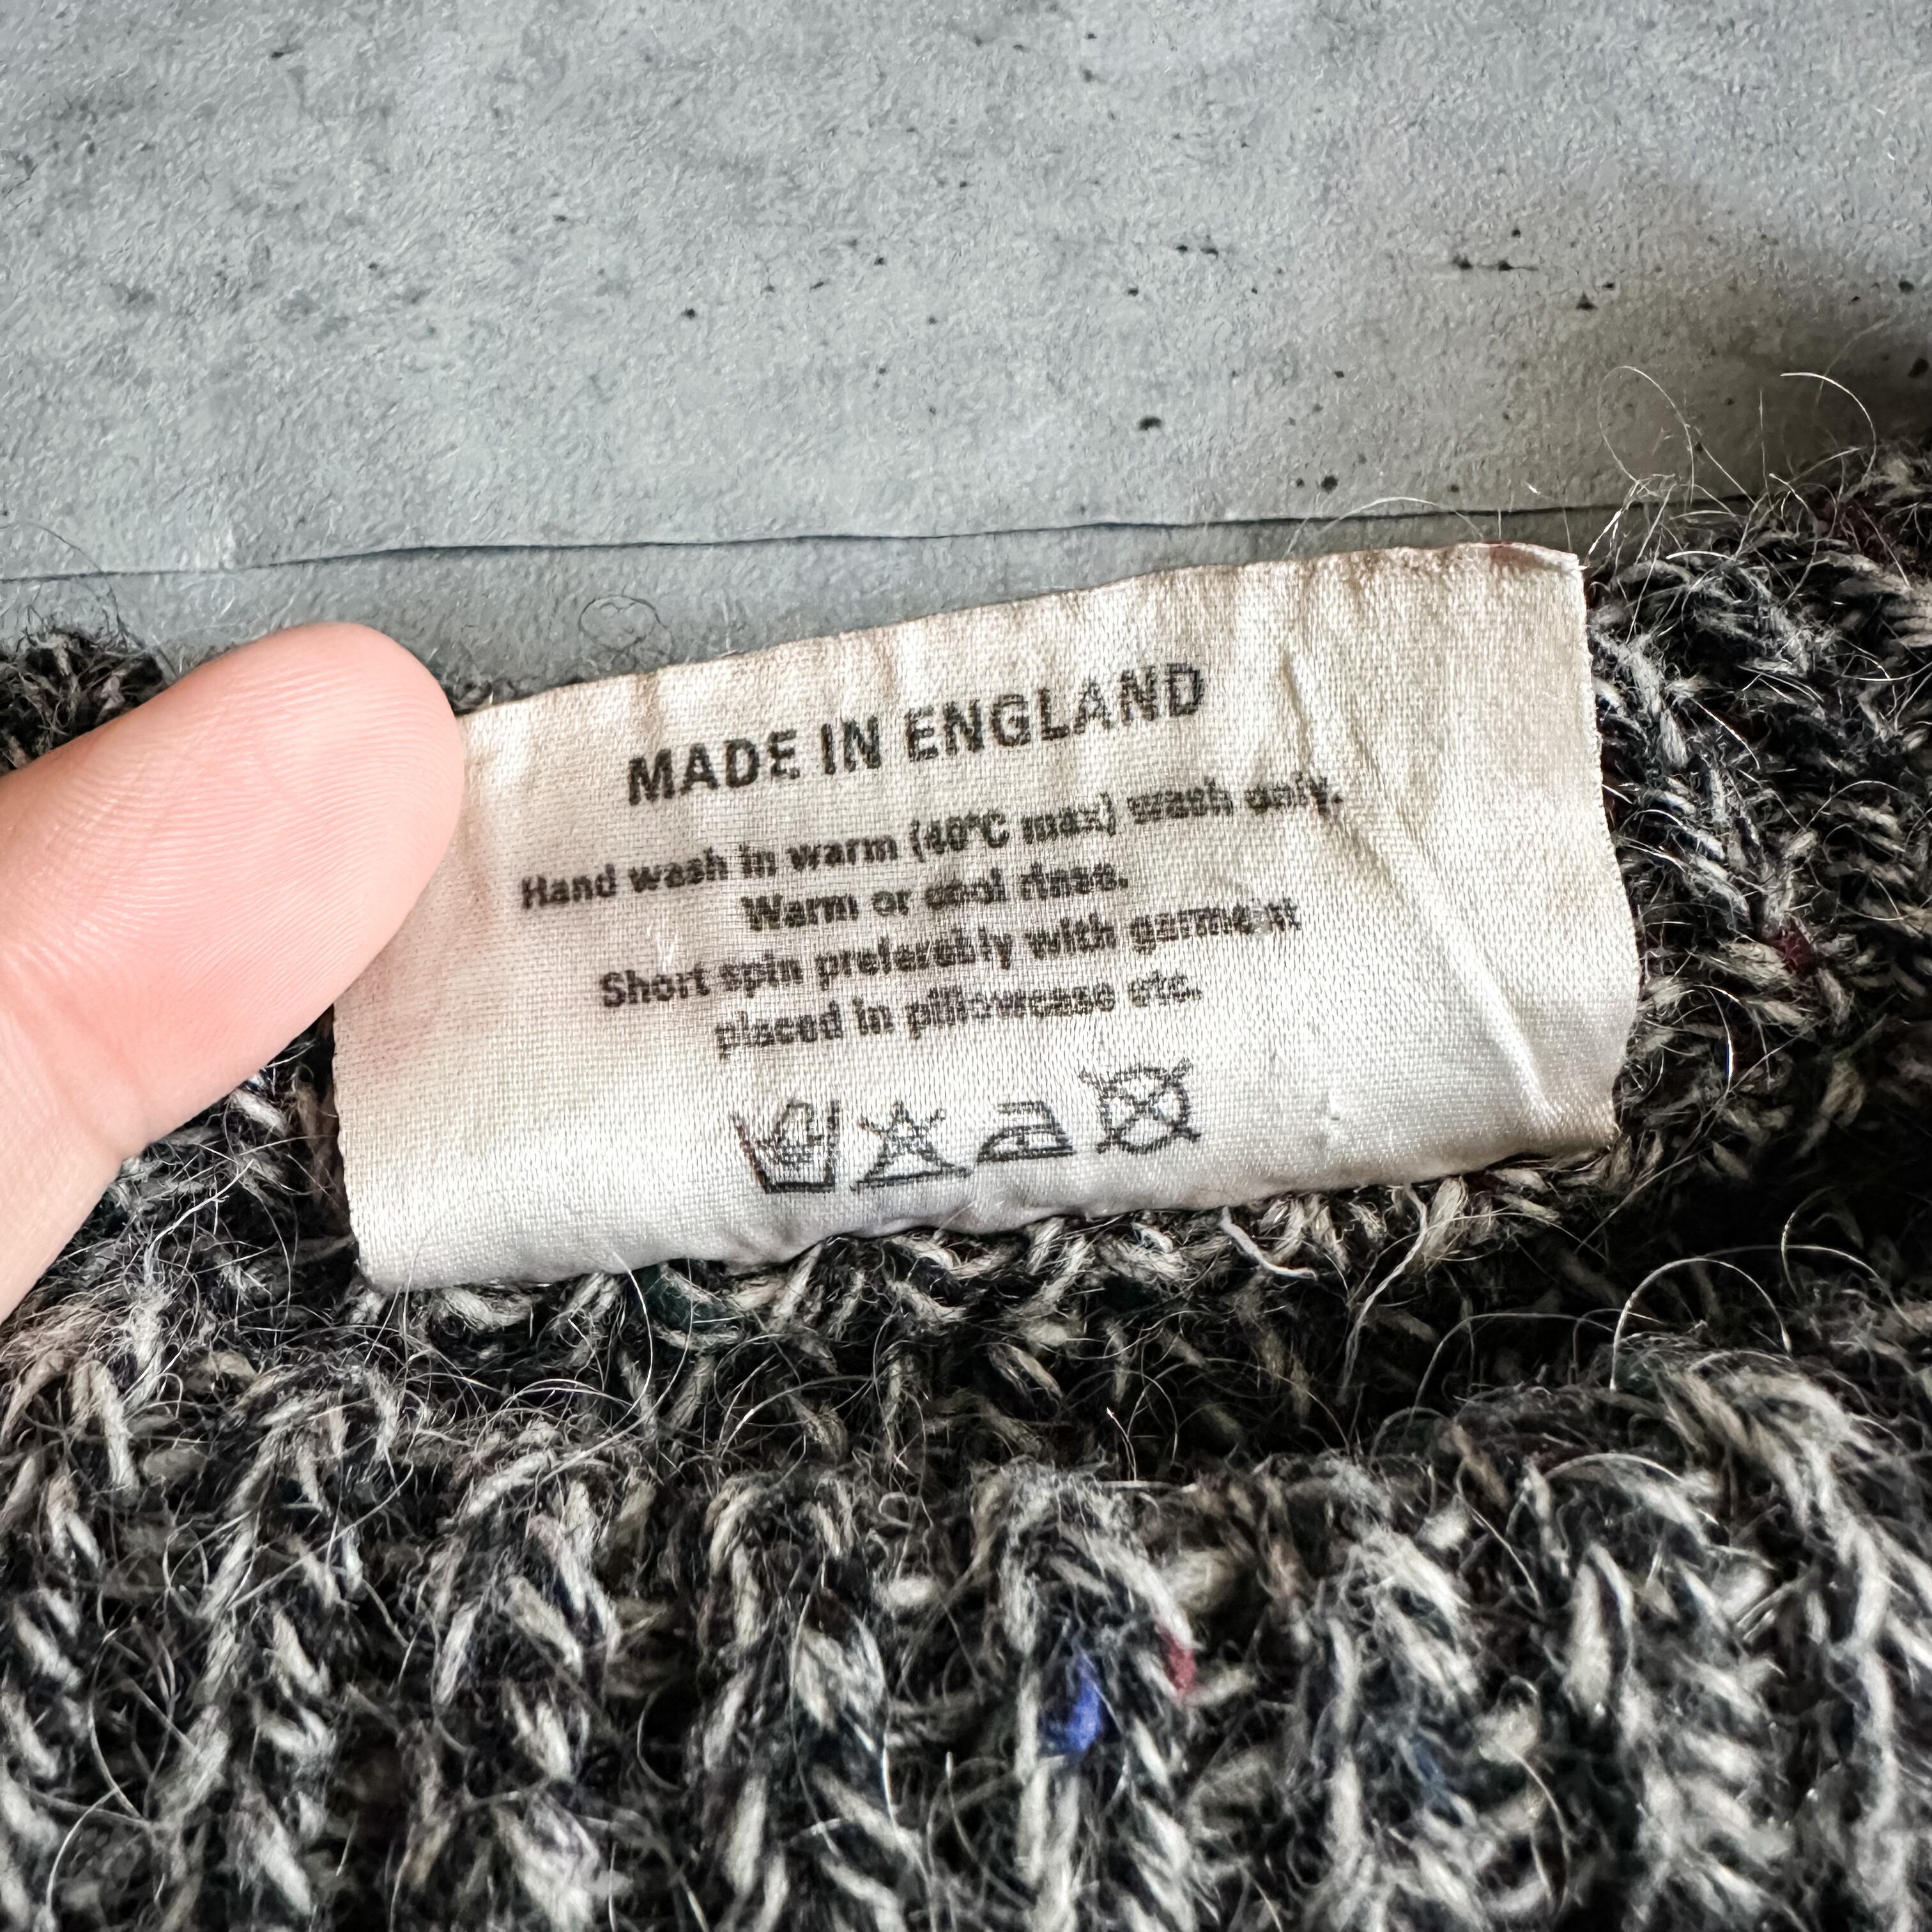 MADE IN ENGLAND
Hand wash in warm (40°C max) wash only.
Warm or cool rinse.
Short spin preferebly with garment
placed in pillowcase etc.